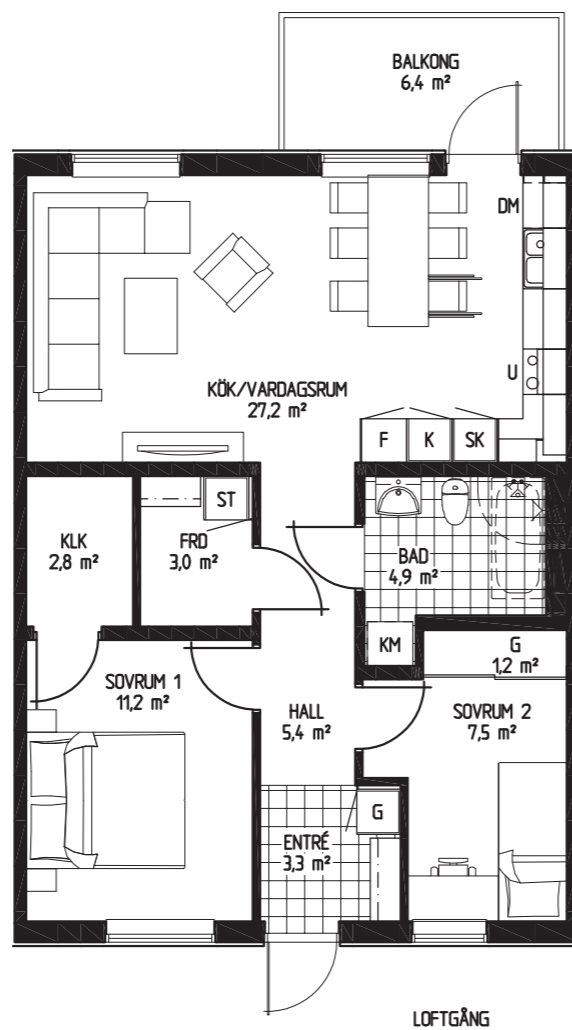 BALKONG
6,4 m²
DM
U
KÖK/VARDAGSRUM
27,2 m²
F K SK
ST
KLK
2,8 m²
FRD
3,0 m²
BAD
4,9 m²
KM
G
1,2 m²
SOVRUM 1
11,2 m²
HALL
5,4 m²
SOVRUM 2
7,5 m²
G
ENTRÉ
3,3 m²
LOFTGÅNG